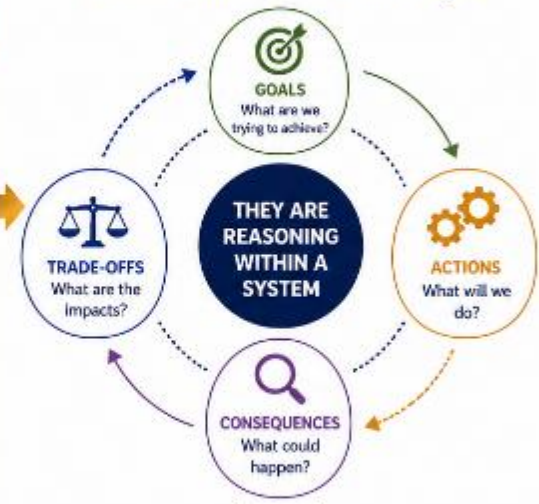 GOALS
What are we
trying to achieve?
THEY ARE
REASONING
WITHIN A
SYSTEM
TRADE-OFFS
What are the
impacts?
ACTIONS
What will we
do?
CONSEQUENCES
What could
happen?